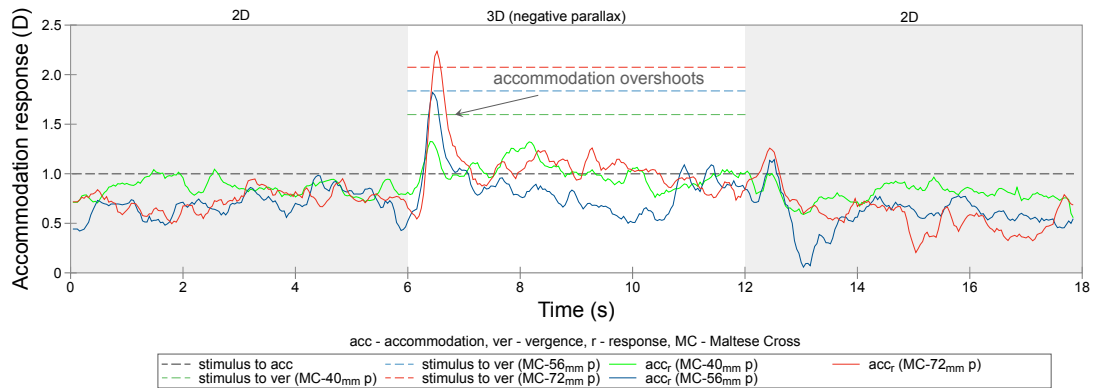 2D 3D (negative parallax) 2D
Accommodation response (D)
2.5
2.0
1.5
1.0
0.5
0
accommodation overshoots
0 2 4 6 8 10 12 14 16 18
Time (s)
acc - accommodation, ver - vergence, r - response, MC - Maltese Cross
stimulus to acc stimulus to ver (MC-56mm p) accr (MC-40mm p) accr (MC-72mm p)
stimulus to ver (MC-40mm p) stimulus to ver (MC-72mm p) accr (MC-56mm p)